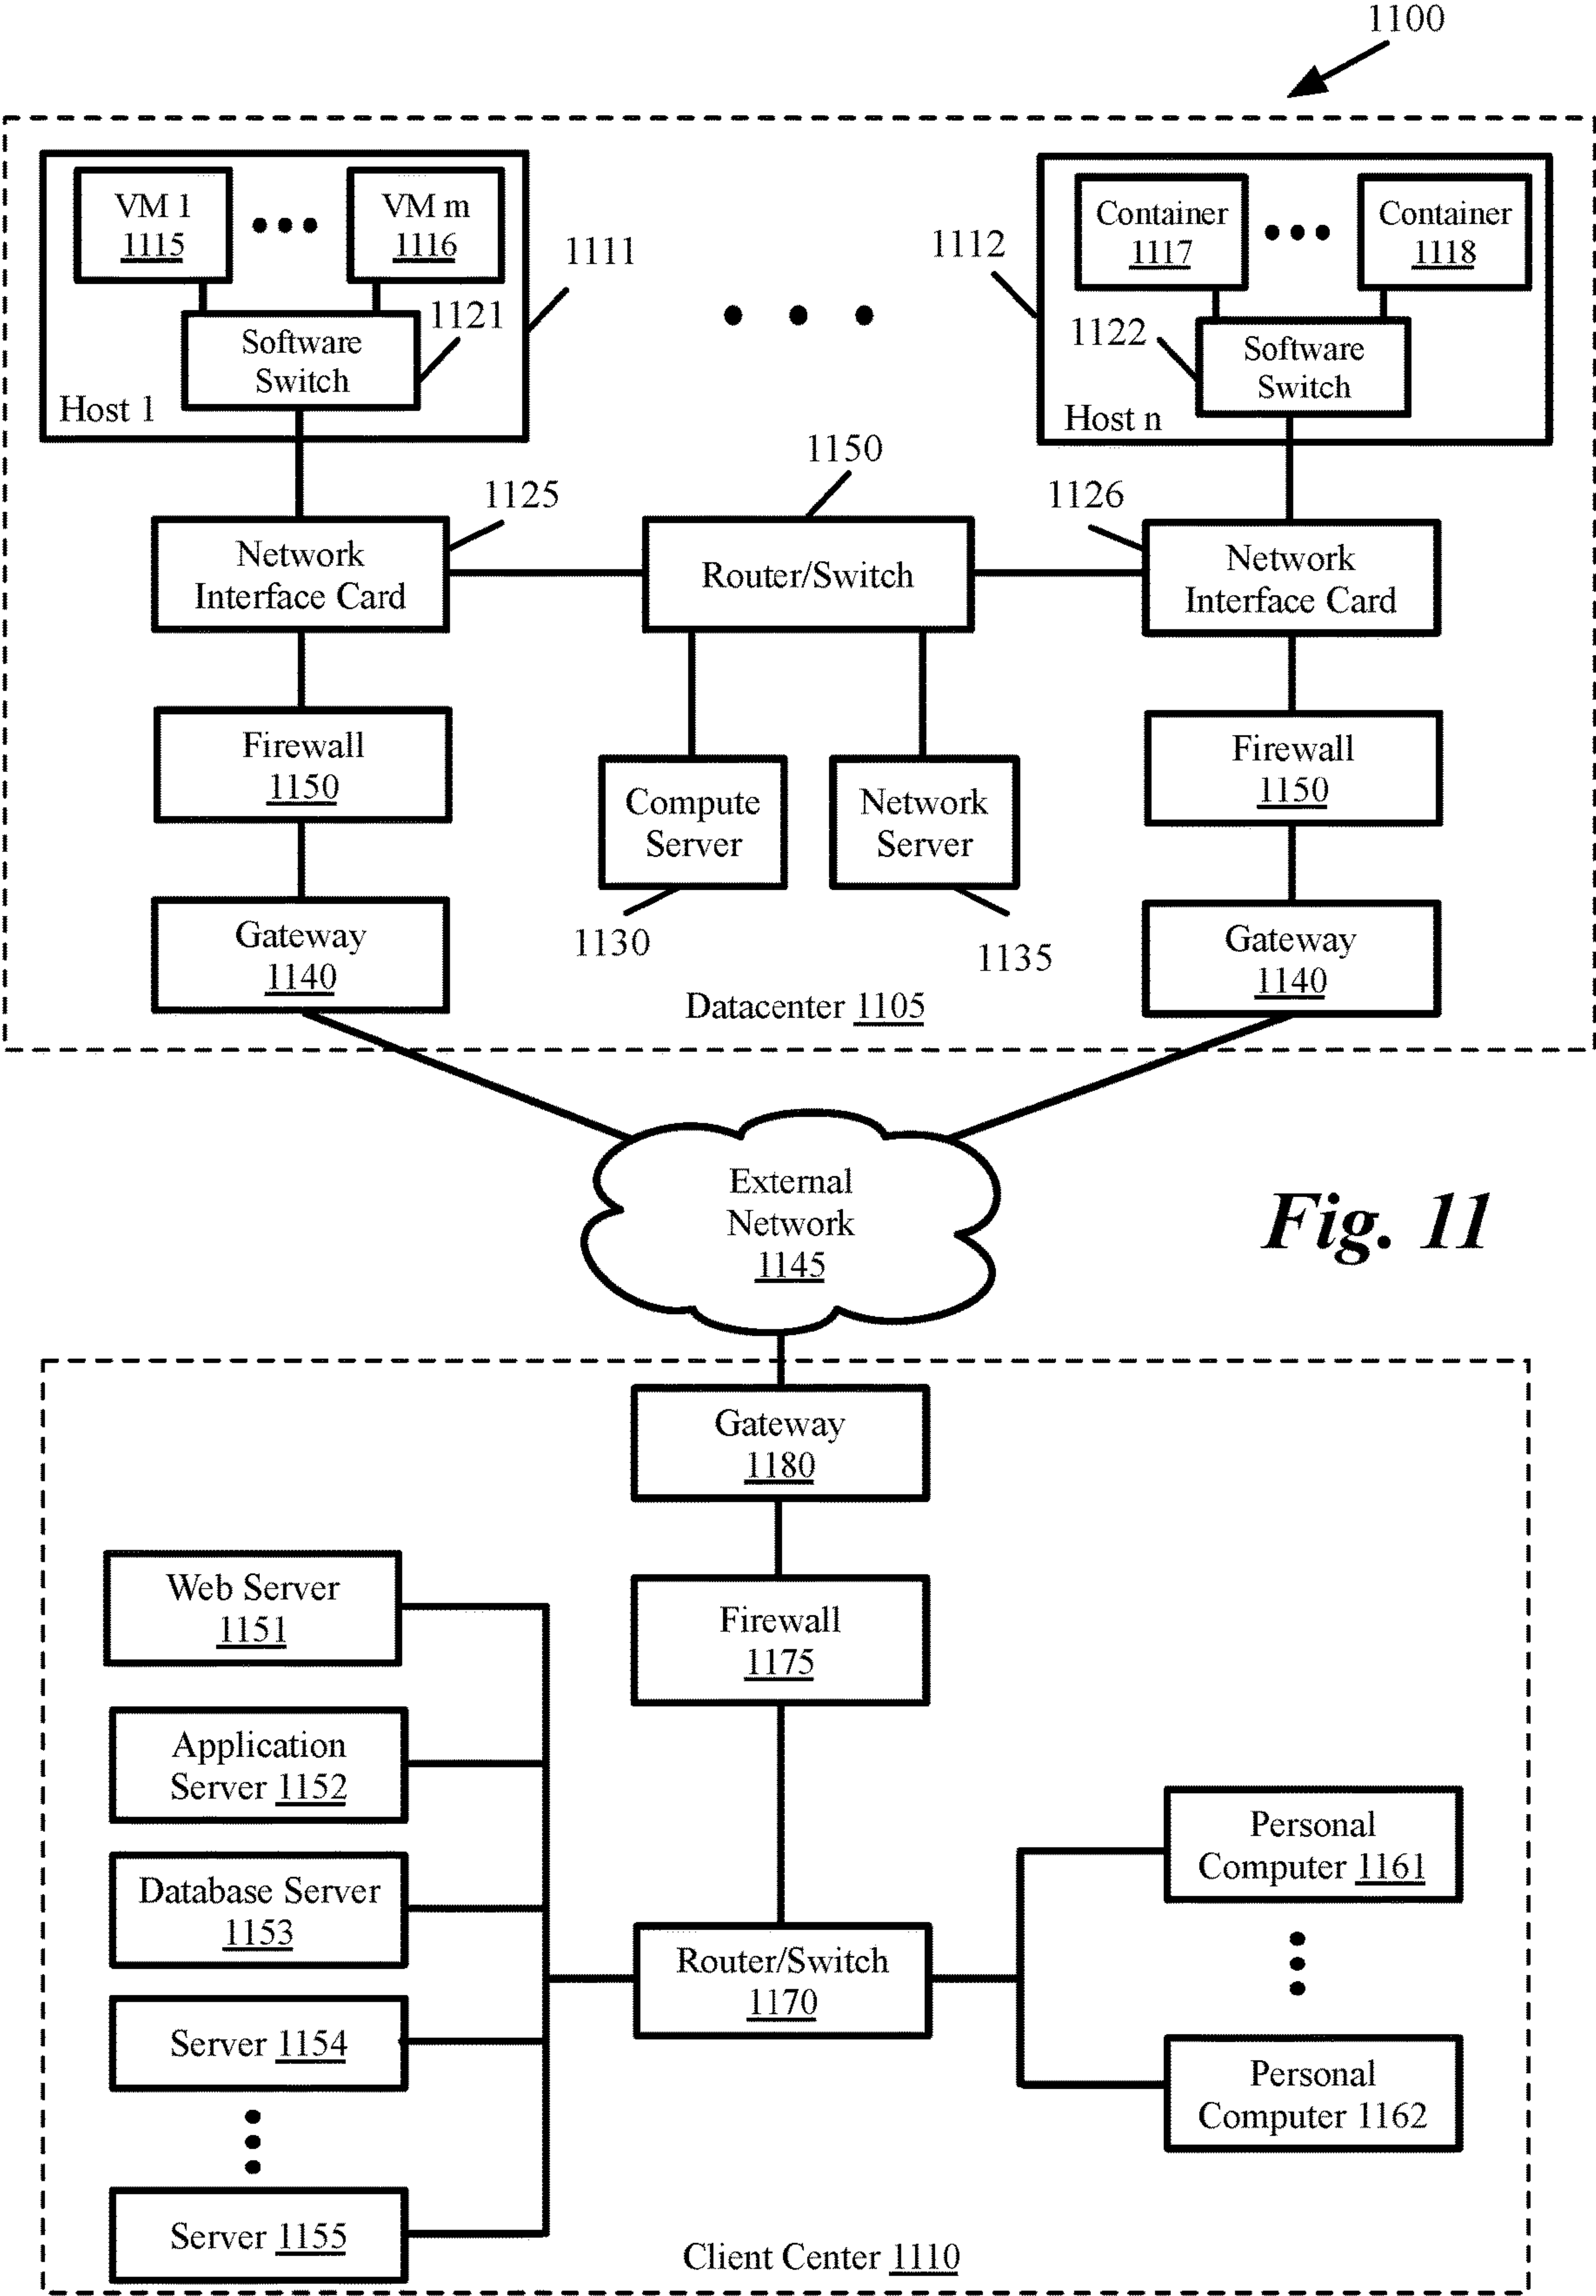 1100
VM 1
1115
VM m
1116
1111
1112
Container
1117
Container
1118
Software
Switch
1121
Host 1
1122
Software
Switch
Host n
1125
1150
1126
Network
Interface Card
Router/Switch
Network
Interface Card
Firewall
1150
Compute
Server
Network
Server
Firewall
1150
Gateway
1140
1130
1135
Gateway
1140
Datacenter 1105
External
Network
1145
Fig. 11
Gateway
1180
Web Server
1151
Firewall
1175
Application
Server 1152
Database Server
1153
Router/Switch
1170
Personal
Computer 1161
Server 1154
Personal
Computer 1162
Server 1155
Client Center 1110